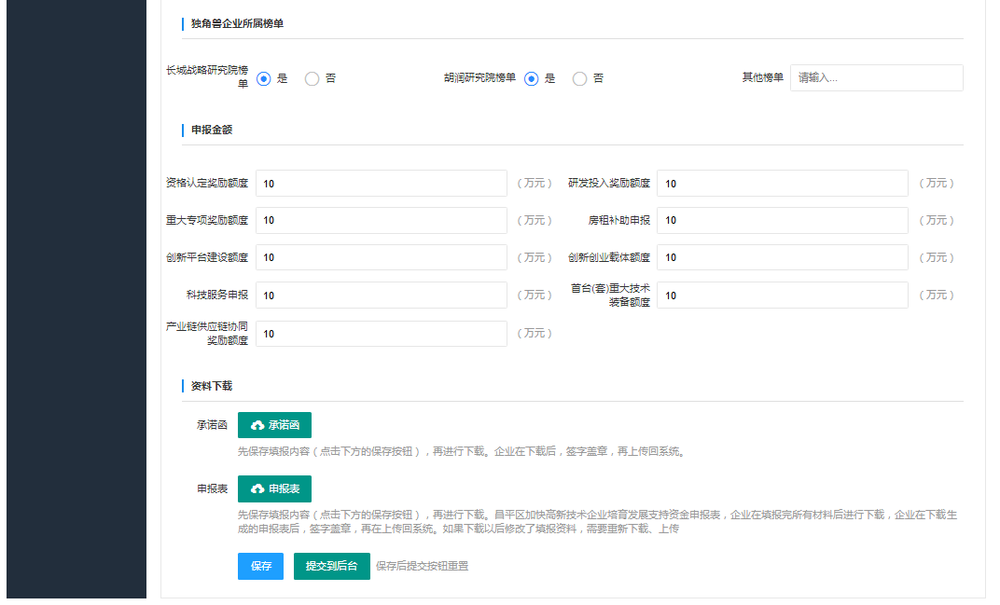 独角兽企业所属榜单
长城战略研究院榜
单
是
否
胡润研究院榜单
是
否
其他榜单
请输入...
申报金额
资格认定奖励额度
10
（万元）
研发投入奖励额度
10
（万元）
重大专项奖励额度
10
（万元）
房租补助申报
10
（万元）
创新平台建设额度
10
（万元）
创新创业载体额度
10
（万元）
科技服务申报
10
（万元）
首台(套)重大技术
装备额度
10
（万元）
产业链供应链协同
奖励额度
10
（万元）
资料下载
承诺函
承诺函
先保存填报内容（点击下方的保存按钮），再进行下载。企业在下载后，签字盖章，再上传回系统。
申报表
申报表
先保存填报内容（点击下方的保存按钮），再进行下载。昌平区加快高新技术企业培育发展支持资金申报表，企业在填报完所有材料后进行下载，企业在下载生
成的申报表后，签字盖章，再在上传回系统。如果下载以后修改了填报资料，需要重新下载、上传
保存
提交到后台
保存后提交按钮重置